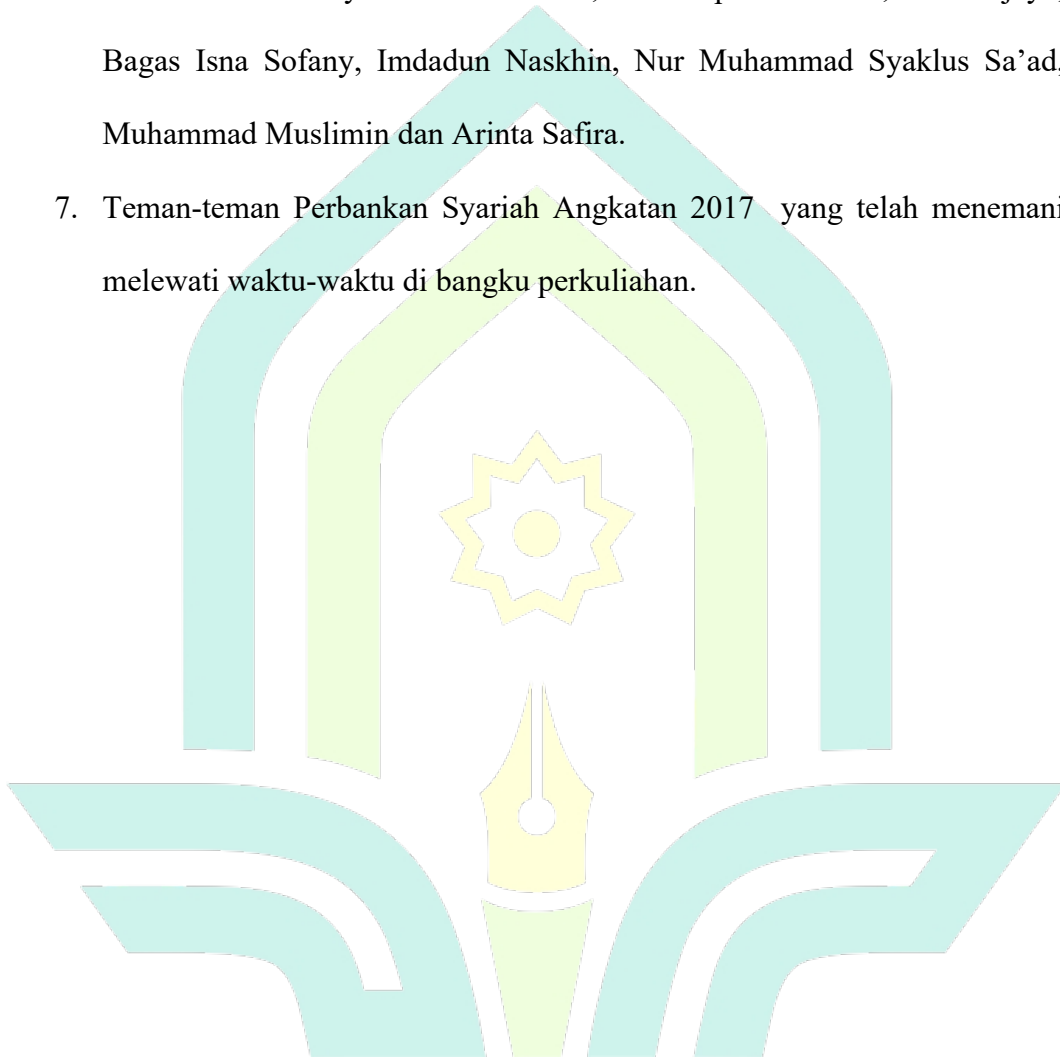 Bagas Isna Sofany, Imdadun Naskhin, Nur Muhammad Syaklus Sa’ad,
Muhammad Muslimin dan Arinta Safira.
7. Teman-teman Perbankan Syariah Angkatan 2017 yang telah menemani
melewati waktu-waktu di bangku perkuliahan.